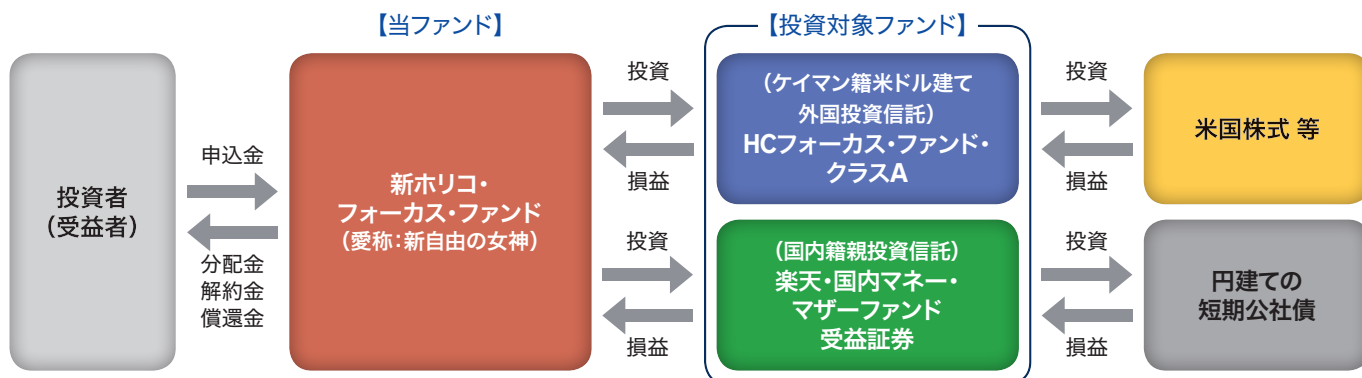 【当ファンド】
【投資対象ファンド】
投資者
（受益者）
申込金
分配金
解約金
償還金
新ホリコ・
フォーカス・ファンド
（愛称：新自由の女神）
投資
損益
投資
損益
（ケイマン籍米ドル建て
外国投資信託）
HCフォーカス・ファンド・
クラスA
（国内籍親投資信託）
楽天・国内マネー・
マザーファンド
受益証券
投資
損益
投資
損益
米国株式 等
円建ての
短期公社債